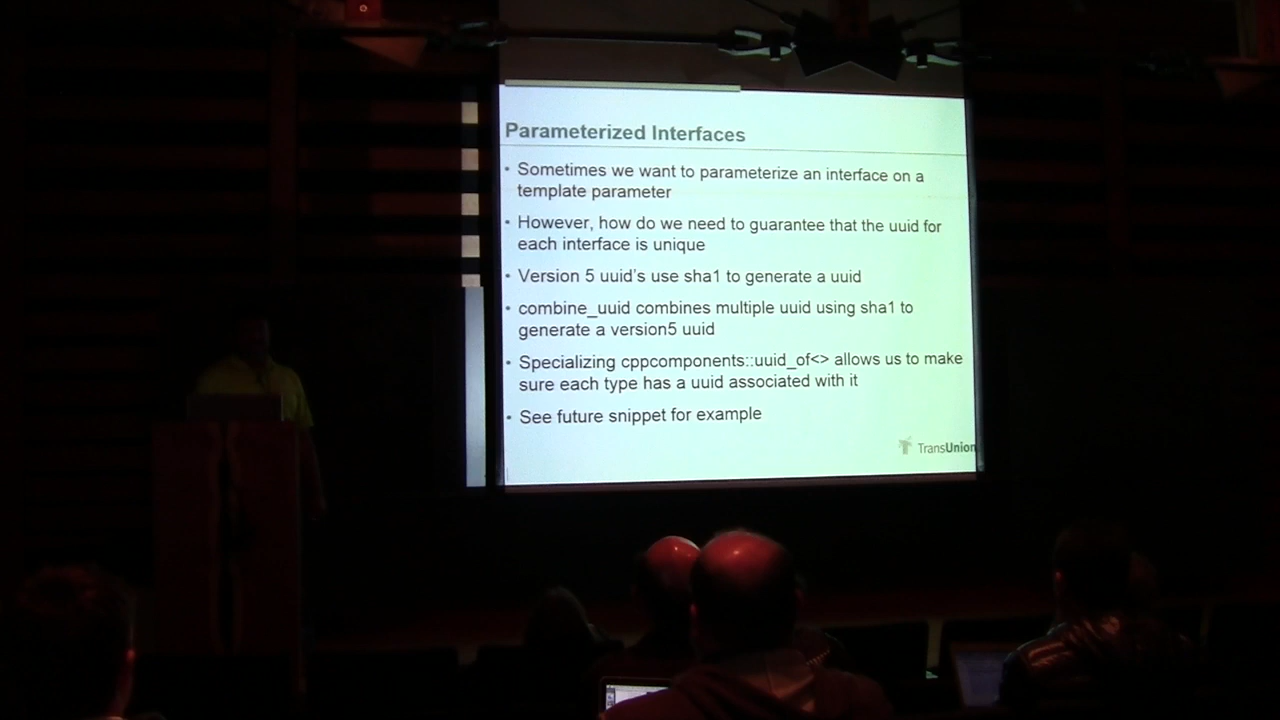 Parameterized Interfaces
• Sometimes we want to parameterize an interface on a
template parameter
• However, how do we need to guarantee that the uuid for
each interface is unique
• Version 5 uuid's use sha1 to generate a uuid
• combine_uuid combines multiple uuid using sha1 to
generate a version5 uuid
• Specializing cppcomponents::uuid_of<> allows us to make
sure each type has a uuid associated with it
• See future snippet for example
TransUnion